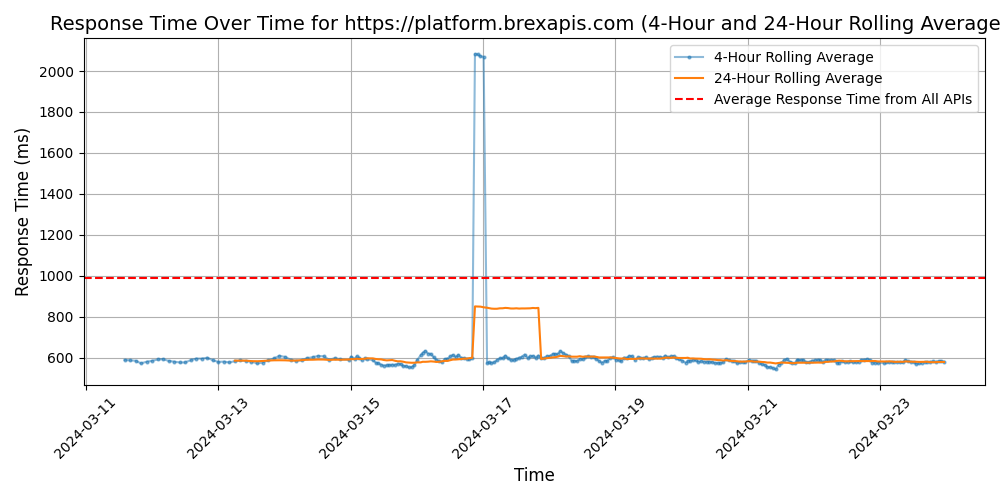 Response Time Over Time for https://platform.brexapis.com (4-Hour and 24-Hour Rolling Average
4-Hour Rolling Average
24-Hour Rolling Average
Average Response Time from All APIs
Response Time (ms)
2000
1800
1600
1400
1200
1000
800
600
2024-03-11
2024-03-13
2024-03-15
2024-03-17
2024-03-19
2024-03-21
2024-03-23
Time